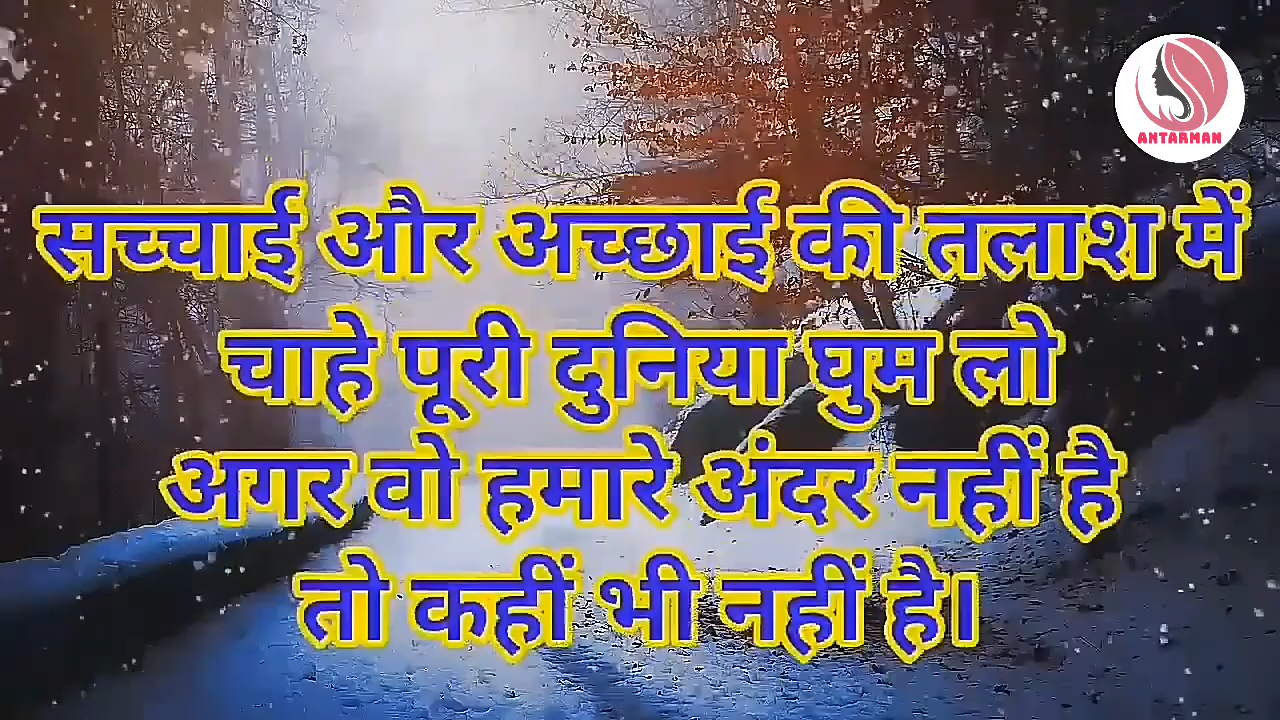 ANTARMAN
सच्चाई और अच्छाई की तलाश में
चाहे पूरी दुनिया घुम लो
अगर वो हमारे अंदर नहीं है
तो कहीं भी नहीं है।